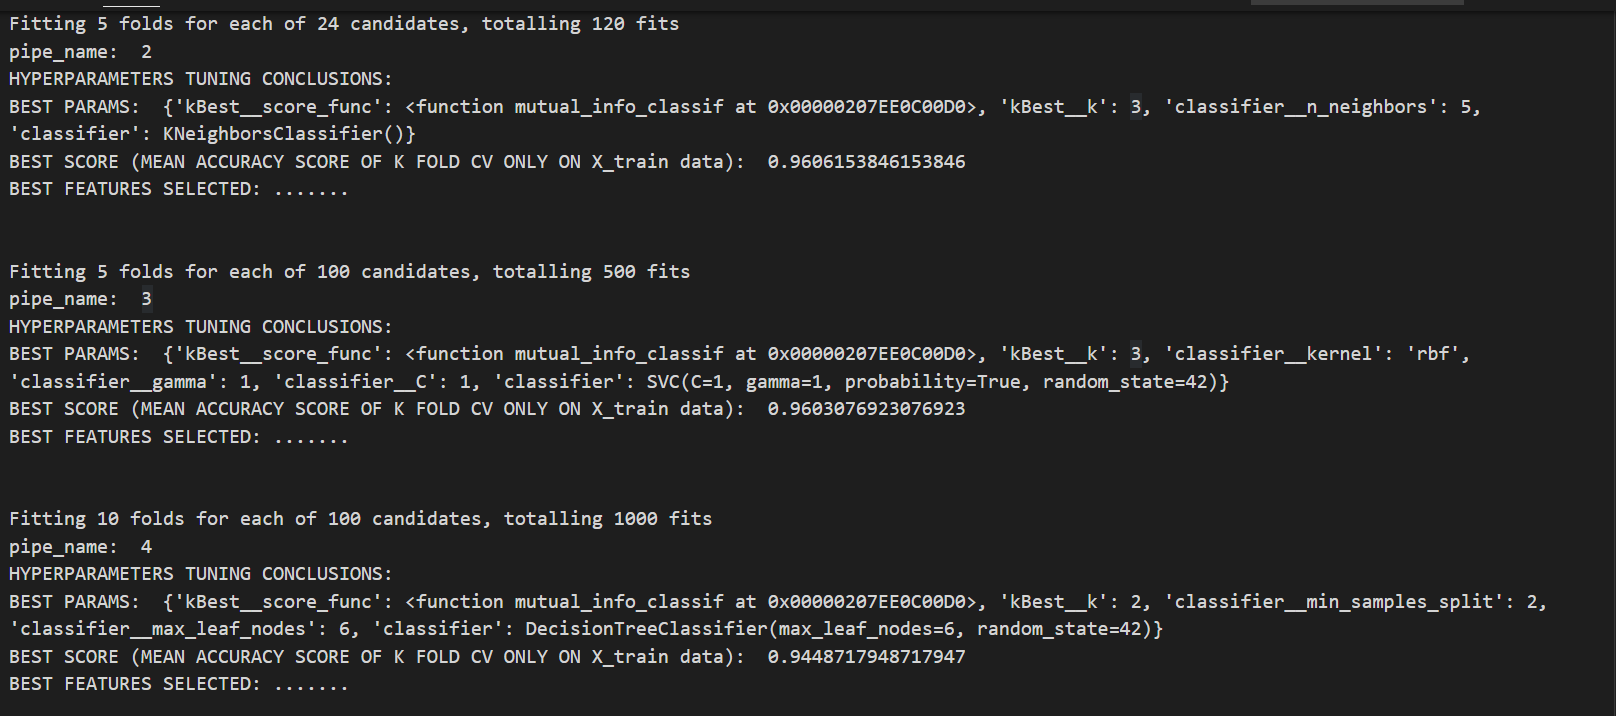 Fitting 5 folds for each of 24 candidates, totalling 120 fits
pipe_name:  2
HYPERPARAMETERS TUNING CONCLUSIONS:
BEST PARAMS:  {'kBest__score_func': <function mutual_info_classif at 0x00000207EE0C00D0>, 'kBest__k': 3, 'classifier__n_neighbors': 5,
'classifier': KNeighborsClassifier()}
BEST SCORE (MEAN ACCURACY SCORE OF K FOLD CV ONLY ON X_train data):  0.9606153846153846
BEST FEATURES SELECTED: .......
Fitting 5 folds for each of 100 candidates, totalling 500 fits
pipe_name:  3
HYPERPARAMETERS TUNING CONCLUSIONS:
BEST PARAMS:  {'kBest__score_func': <function mutual_info_classif at 0x00000207EE0C00D0>, 'kBest__k': 3, 'classifier__kernel': 'rbf',
'classifier__gamma': 1, 'classifier__C': 1, 'classifier': SVC(C=1, gamma=1, probability=True, random_state=42)}
BEST SCORE (MEAN ACCURACY SCORE OF K FOLD CV ONLY ON X_train data):  0.9603076923076923
BEST FEATURES SELECTED: .......
Fitting 10 folds for each of 100 candidates, totalling 1000 fits
pipe_name:  4
HYPERPARAMETERS TUNING CONCLUSIONS:
BEST PARAMS:  {'kBest__score_func': <function mutual_info_classif at 0x00000207EE0C00D0>, 'kBest__k': 2, 'classifier__min_samples_split': 2,
'classifier__max_leaf_nodes': 6, 'classifier': DecisionTreeClassifier(max_leaf_nodes=6, random_state=42)}
BEST SCORE (MEAN ACCURACY SCORE OF K FOLD CV ONLY ON X_train data):  0.9448717948717947
BEST FEATURES SELECTED: .......